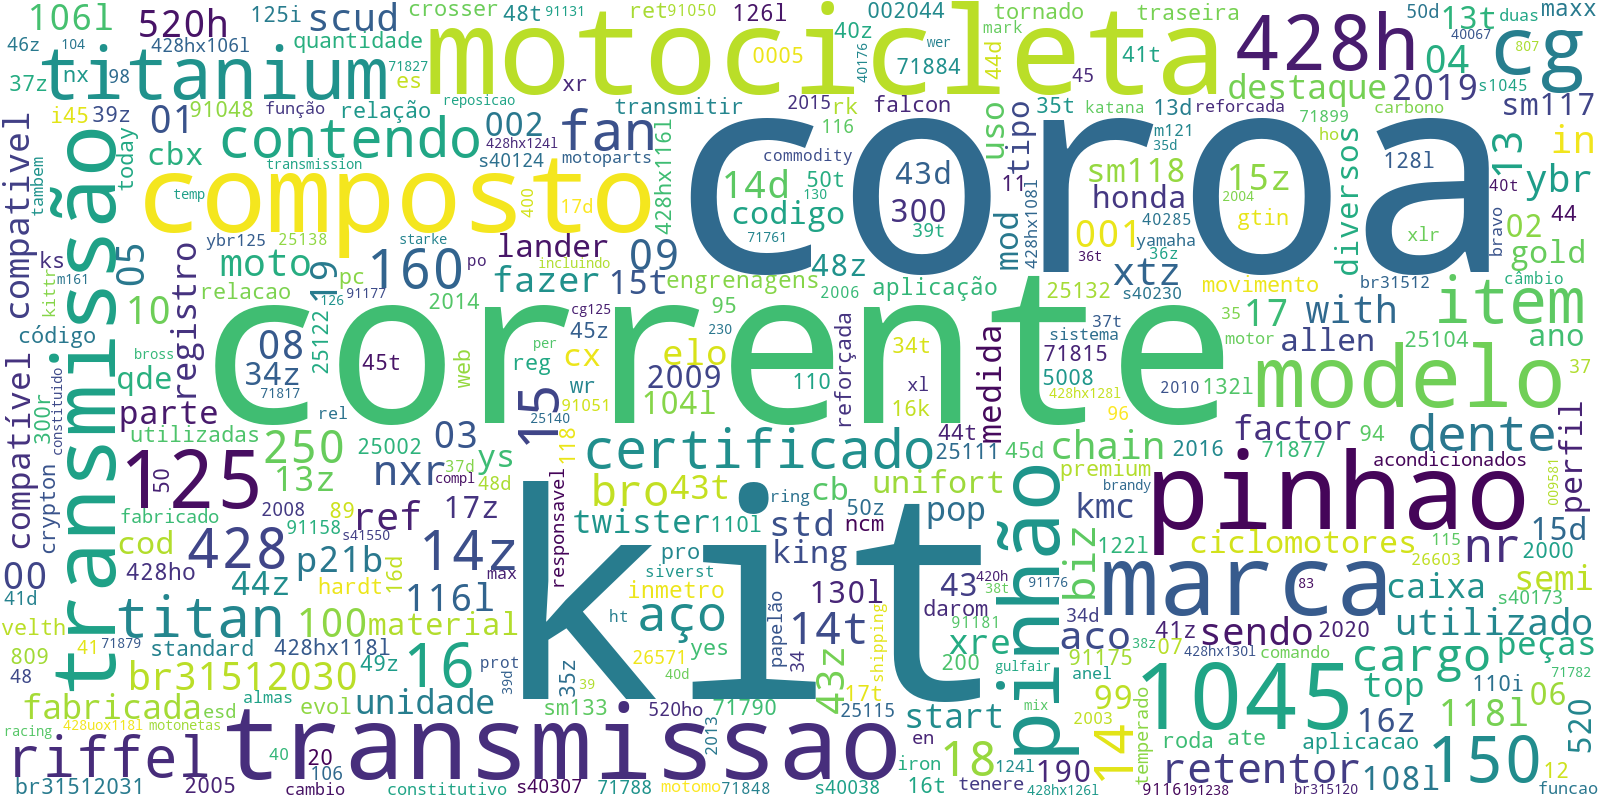 coroa
kit
corrente
motocicleta
transmissao
transmissão
composto
pinhao
pinhão
marca
modelo
titanium
contendo
certificado
1045
125
150
428h
cg
item
riffel
titan
fan
dente
cargo
retentor
428
160
14z
16
15
14
18
aço
aco
br31512030
fabricada
unidade
material
registro
compativel
compatível
106l
520h
125i
scud
crosser
48t
91131
ret
91050
126l
002044
tornado
traseira
50d
13t
duas
maxx
46z
104
428hx106l
quantidade
mark
wer
40z
40176
44d
41t
04
40067
807
37z
nx
98
71827
es
0005
71884
45
destaque
2019
s1045
i45
39z
01
91048
função
relação
reposicao
xr
transmitir
2015
rk
falcon
uso
tipo
35t
katana
13d
reforcada
carbono
sm117
today
cbx
002
428hx124l
s40124
motoparts
428hx116l
116
commodity
m121
35d
71899
ho
diversos
128l
13
in
tambem
transmission
temp
400
17d
14d
50t
130
codigo
43d
300
39t
71761
11
sm118
honda
15z
2004
gtin
40t
ybr
mod
428hx108l
001
40285
yamaha
36t
36z
xlr
bravo
02
44
gold
ks
m161
05
ybr125
25138
starke
lander
po
incluindo
09
moto
19
pc
fazer
15t
engrenagens
48z
aplicação
xtz
s40230
movimento
br31512
câmbio
kittr
relacao
126
91177
2014
cg125
95
2006
25132
35
17
with
código
10
25122
08
45z
230
sistema
37t
motor
allen
25104
ano
bross
constituido
34z
45t
web
reg
per
cx
elo
reforçada
34t
medida
71815
qde
300r
71817
rel
wr
2009
110
xl
5008
2010
132l
37
parte
25140
91051
104l
16k
428hx128l
96
utilizadas
250
25002
03
118
44t
25111
45d
chain
2016
factor
94
71877
crypton
50
13z
nxr
37d
compl
ys
48d
responsavel
bro
43t
ring
cb
unifort
premium
brandy
kmc
acondicionados
009581
perfil
fabricado
2008
89
ref
17z
twister
110l
std
50z
ncm
pop
15d
cod
91158
s41550
pro
siverst
king
420h
biz
122l
ciclomotores
115
nr
2000
26603
00
428ho
p21b
max
inmetro
130l
43
38t
91176
83
semi
41d
44z
hardt
16d
116l
ht
papelão
darom
34d
caixa
s40173
velth
100
14t
shipping
91181
xre
41z
sendo
2020
utilizado
809
41
71879
standard
428hx118l
49z
prot
26571
yes
34
43z
200
gulfair
38z
07
428hx130l
comando
peças
48
39d
35z
39
40d
17t
91175
anel
top
71782
esd
almas
evol
sm133
71790
25115
start
mix
99
110i
06
racing
428uox118l
motonetas
520ho
2013
en
2003
temperado
16z
118l
520
40
20
iron
124l
roda
ate
aplicacao
br31512031
2005
106
cambio
constitutivo
s40307
71788
motomo
71848
s40038
16t
tenere
190
428hx126l
91161
91238
br315120
108l
12
funcao